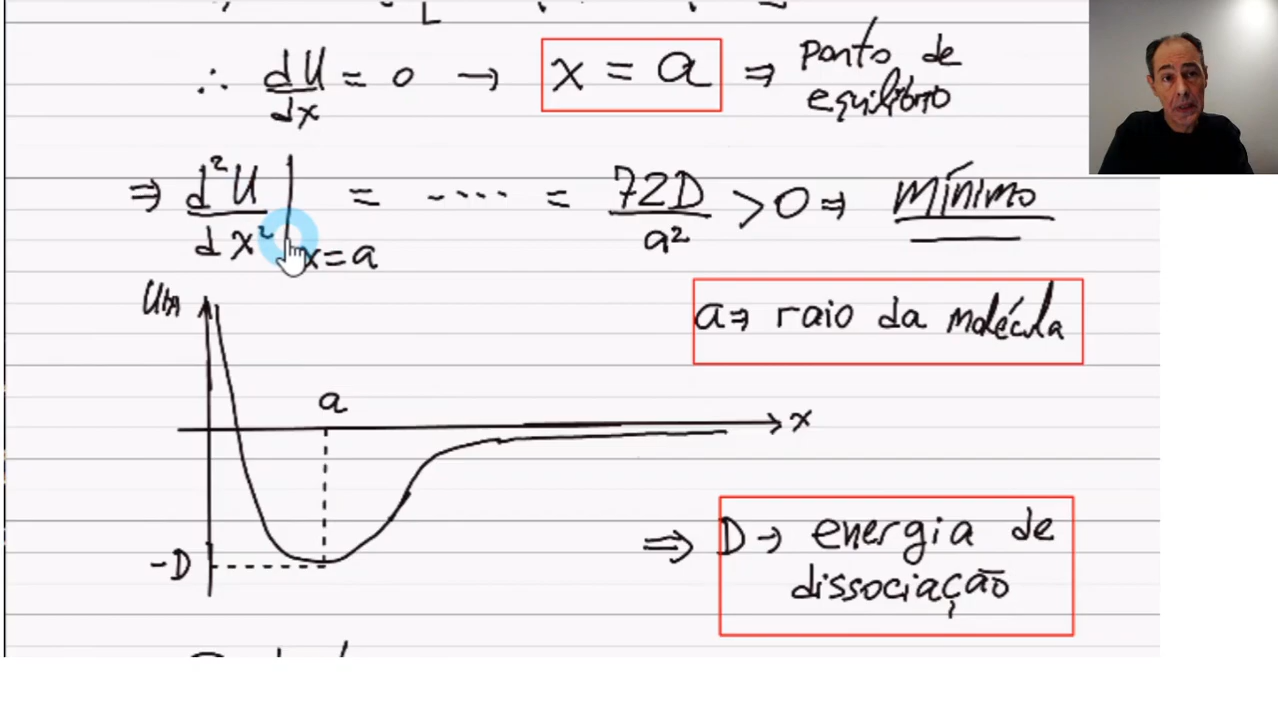 ∴ dU/dx = 0 → x = a ⇒ ponto de equilíbrio
⇒ d²U/dx² | x=a = ---- = 72D/a² > 0 ⇒ mínimo
U(x)
a ⇒ raio da molécula
a
x
-D
⇒ D → energia de
dissociação